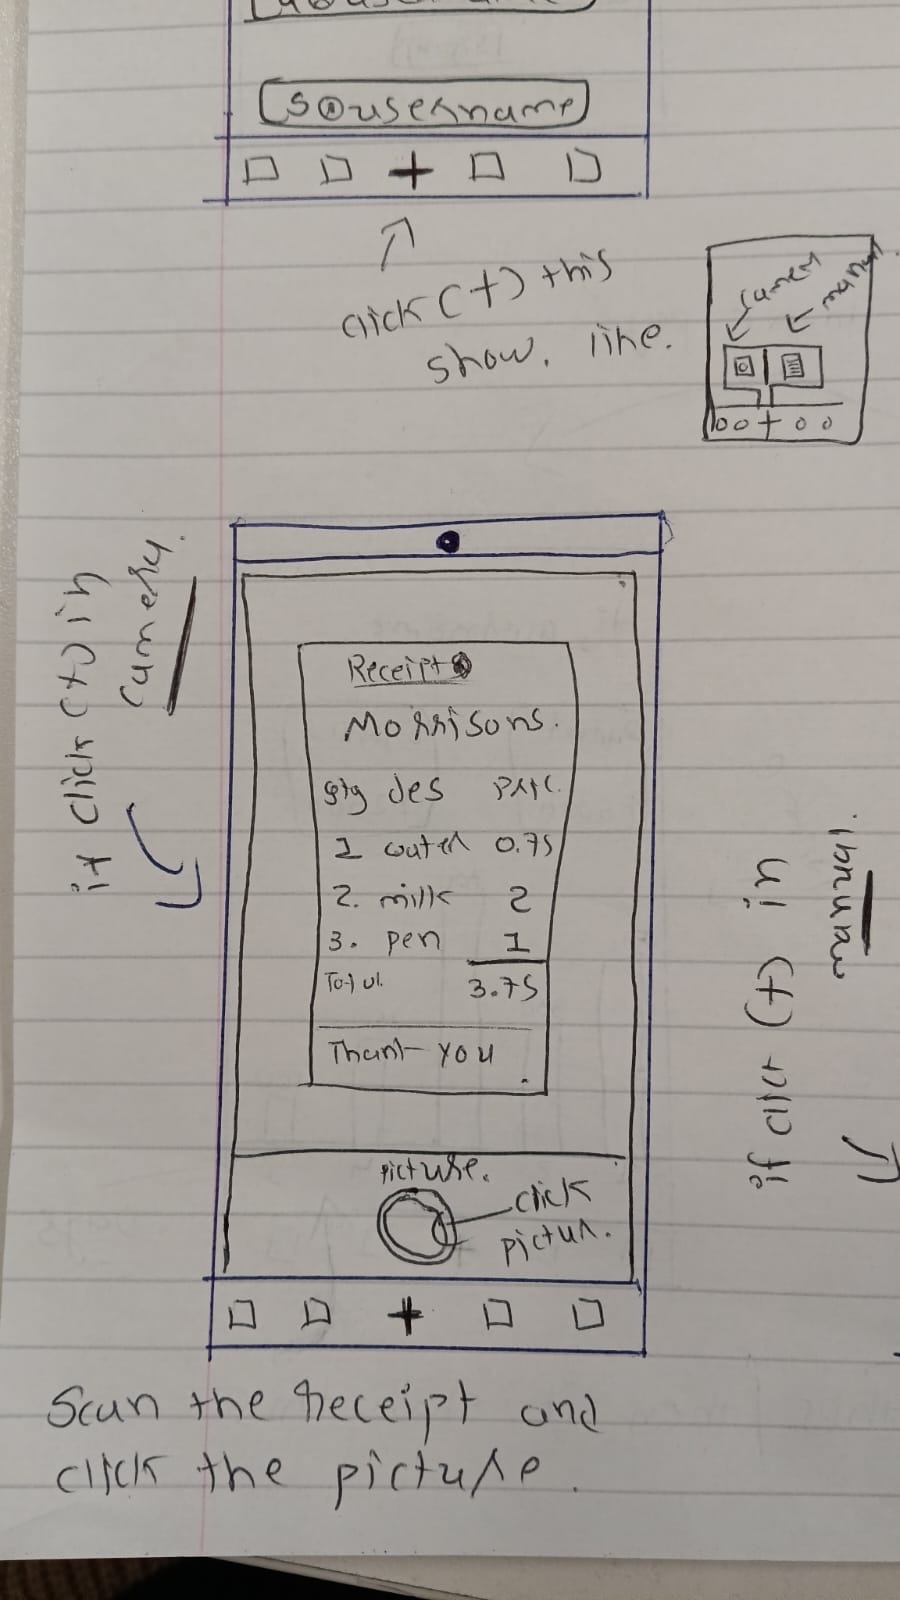 S@username
+
click (+) this
show. like.
camera
manual
+
if click (+) in
camera.
Receipt
Morrisons.
qty des price.
1 water 0.75
2. milk 2
3. pen 1
Total. 3.75
Thank you
picture.
click
pictur.
+
if click (+) in
manual.
Scan the receipt and
click the picture.